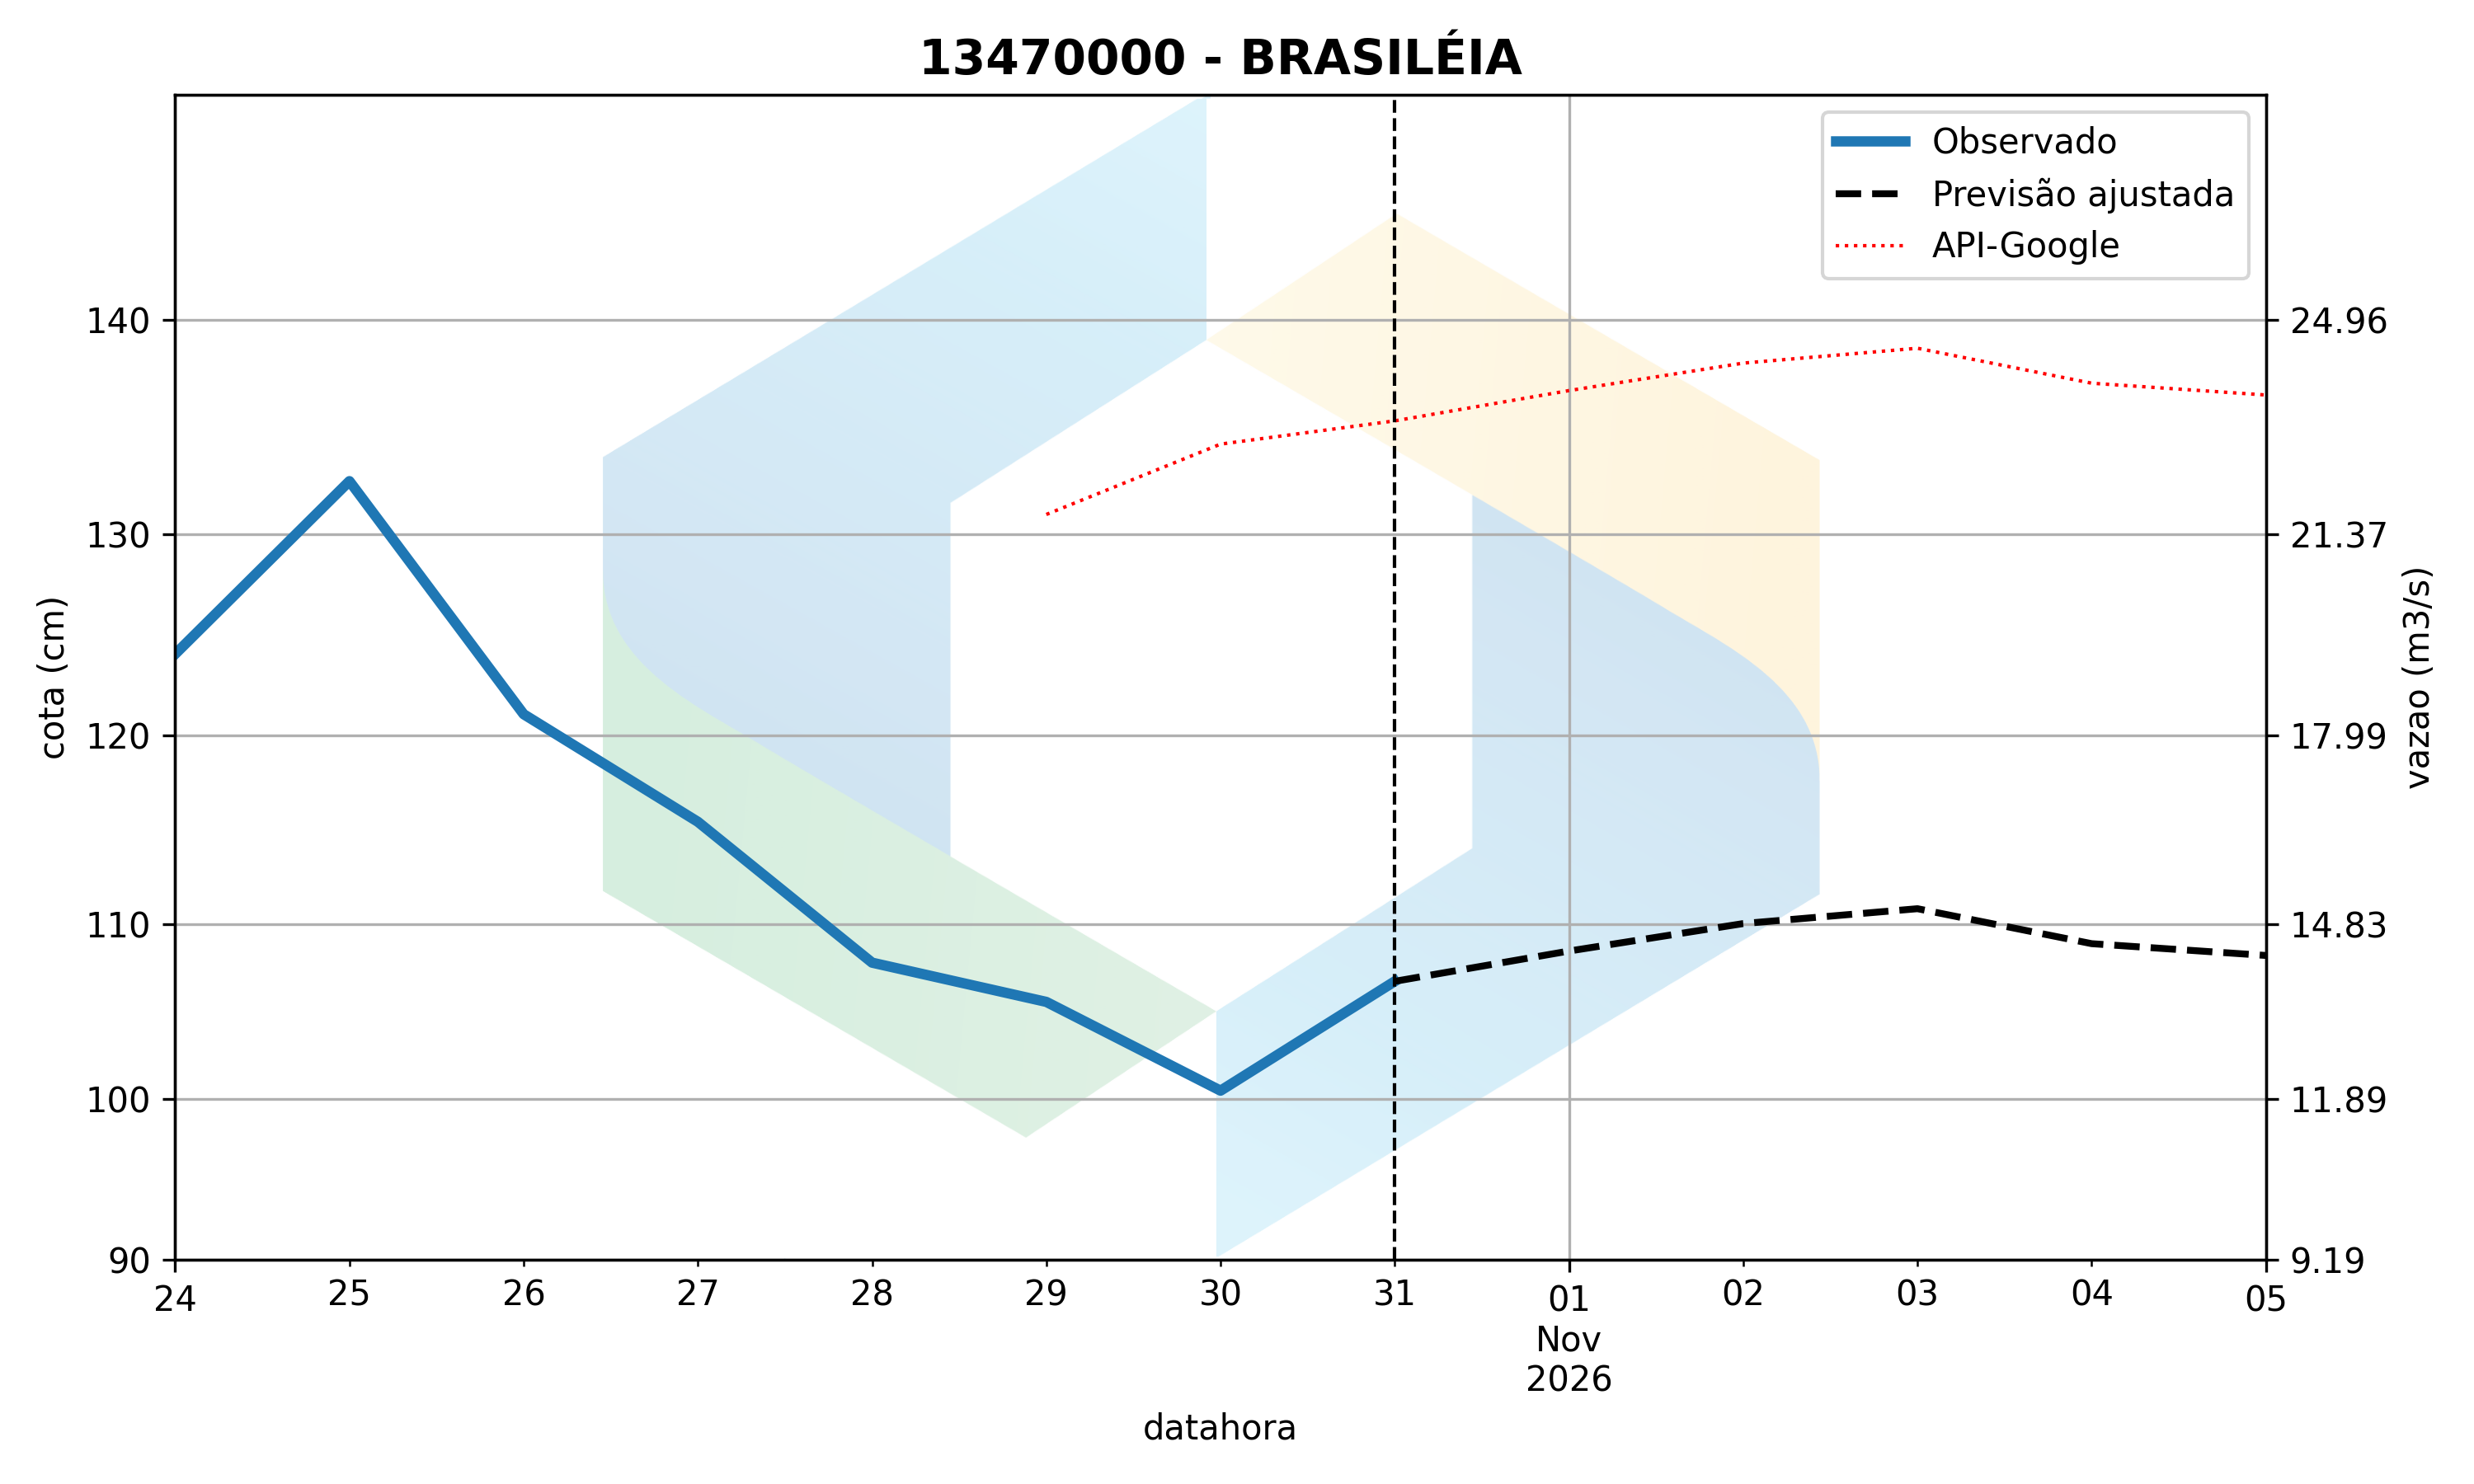 13470000 - BRASILÉIA
Observado
Previsão ajustada
API-Google
cota (cm)
140
130
120
110
100
90
24.96
21.37
17.99
14.83
11.89
9.19
vazao (m3/s)
24 25 26 27 28 29 30 31 01 02 03 04 05
Nov
2026
datahora